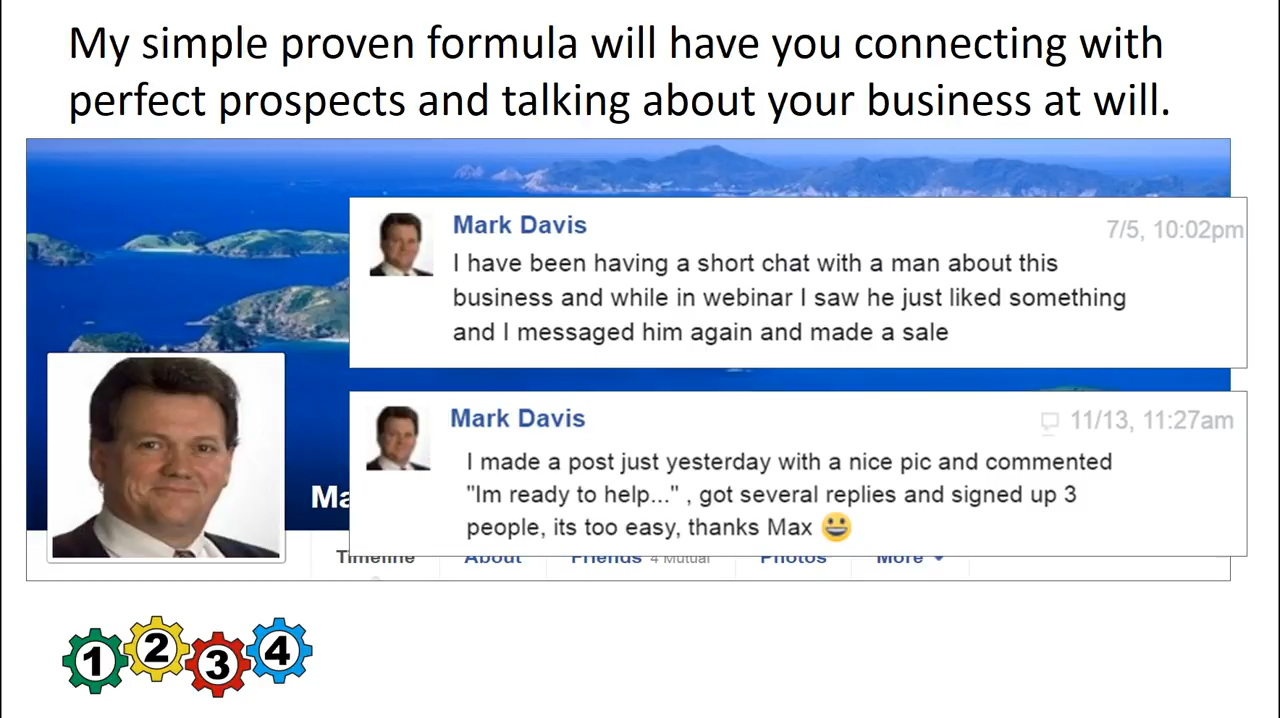 My simple proven formula will have you connecting with
perfect prospects and talking about your business at will.
Mark Davis
7/5, 10:02pm
I have been having a short chat with a man about this
business and while in webinar I saw he just liked something
and I messaged him again and made a sale
Mark Davis
11/13, 11:27am
I made a post just yesterday with a nice pic and commented
"Im ready to help..." , got several replies and signed up 3
people, its too easy, thanks Max 😀
Ma
Timeline About Friends 4 Mutual Photos More
1 2 3 4